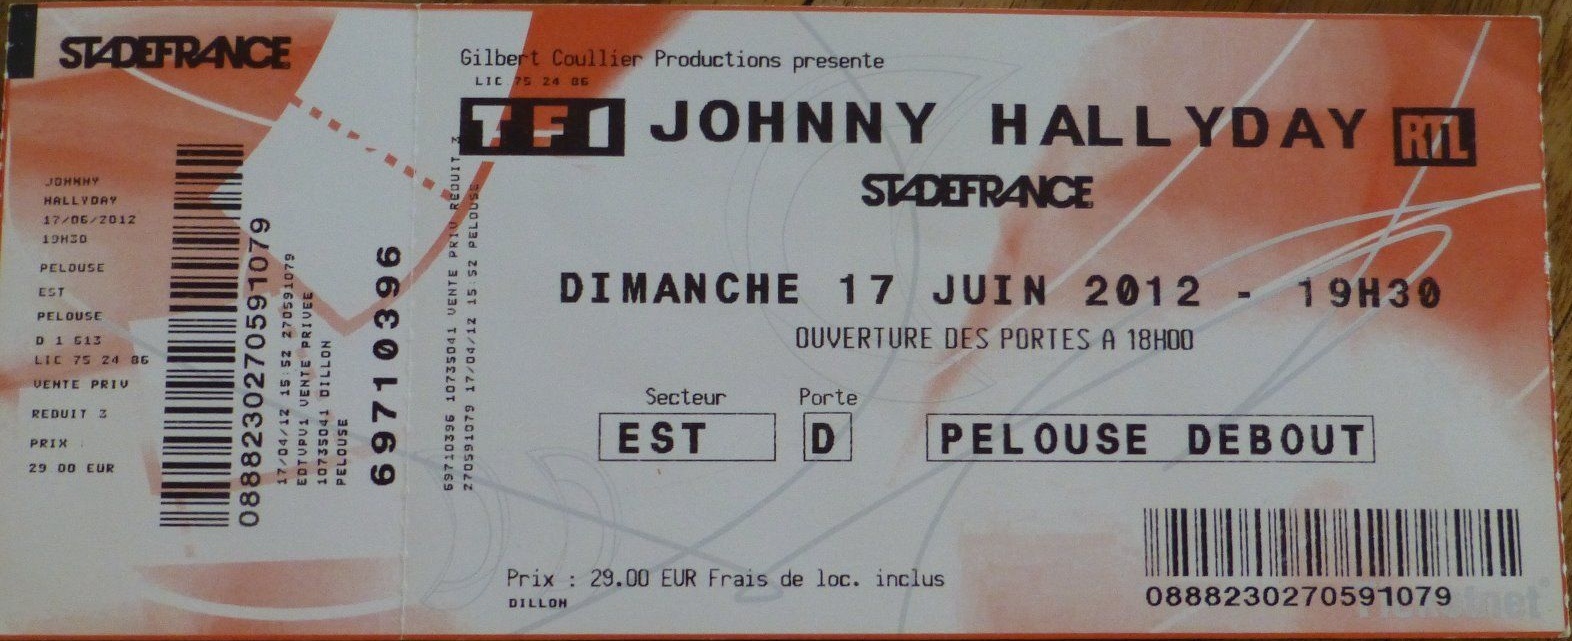 STADEFRANCE
JOHNNY
HALLYDAY
17/06/2012
19H30
PELOUSE
EST
PELOUSE
D 1 613
LIC 75 24 86
VENTE PRIV
REDUIT 3
PRIX :
29 00 EUR
0888230270591079
17/04/12 15:52 270591079
EDTVPV1 VENTE PRIVEE
10735041 DILLON
PELOUSE
69710396
69710396 10735041 VENTE PRIV REDUIT 3
270591079 17/04/12 15:52 PELOUSE
Gilbert Coullier Productions presente
LIC 75 24 86
TF1 JOHNNY HALLYDAY RTL
STADEFRANCE
DIMANCHE 17 JUIN 2012 - 19H30
OUVERTURE DES PORTES A 18H00
Secteur Porte
EST D PELOUSE DEBOUT
Prix : 29.00 EUR Frais de loc. inclus
DILLON
0888230270591079